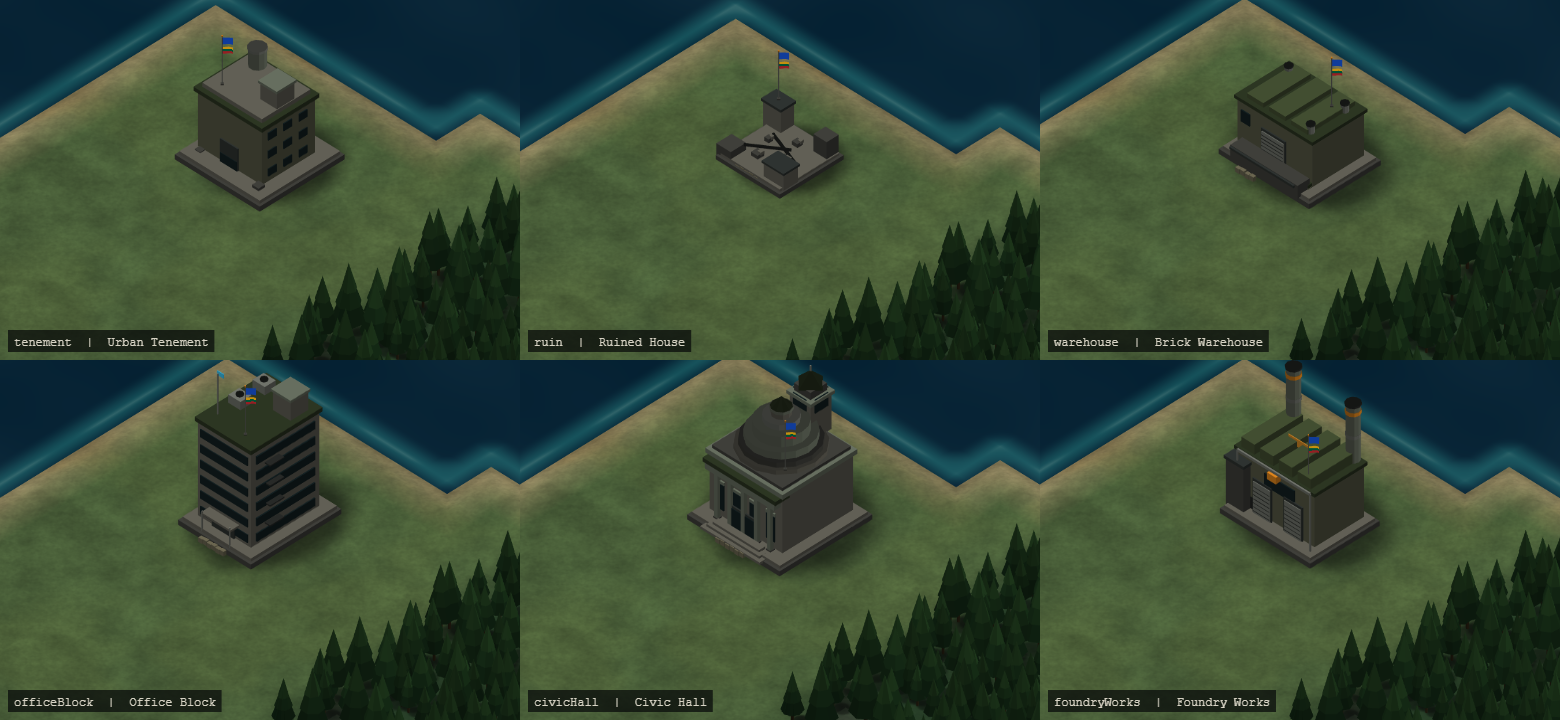 tenement | Urban Tenement
ruin | Ruined House
warehouse | Brick Warehouse
officeBlock | Office Block
civicHall | Civic Hall
foundryWorks | Foundry Works